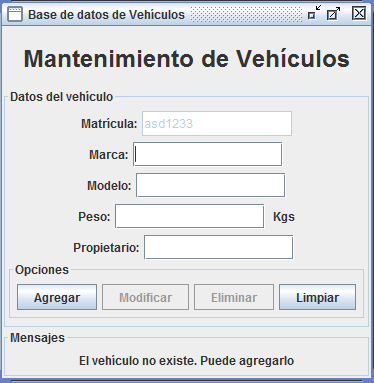 Base de datos de Vehículos
Mantenimiento de Vehículos
Datos del vehículo
Matrícula: asd1233
Marca:
Modelo:
Peso: Kgs
Propietario:
Opciones
Agregar Modificar Eliminar Limpiar
Mensajes
El vehículo no existe. Puede agregarlo